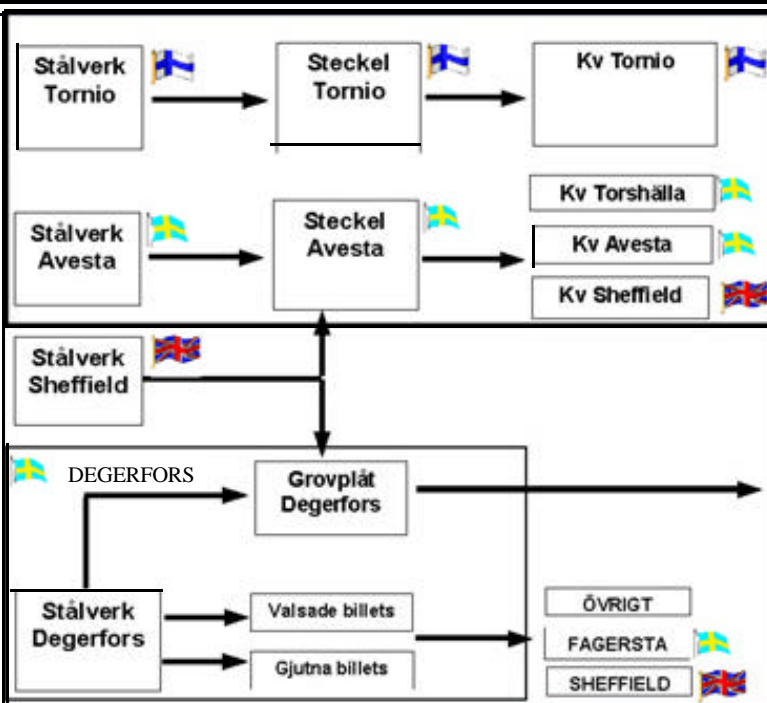 Stålverk
Tornio
Steckel
Tornio
Kv Tornio
Stålverk
Avesta
Steckel
Avesta
Kv Torshälla
Kv Avesta
Kv Sheffield
Stålverk
Sheffield
DEGERFORS
Grovplåt
Degerfors
Stålverk
Degerfors
Valsade billets
Gjutna billets
ÖVRIGT
FAGERSTA
SHEFFIELD